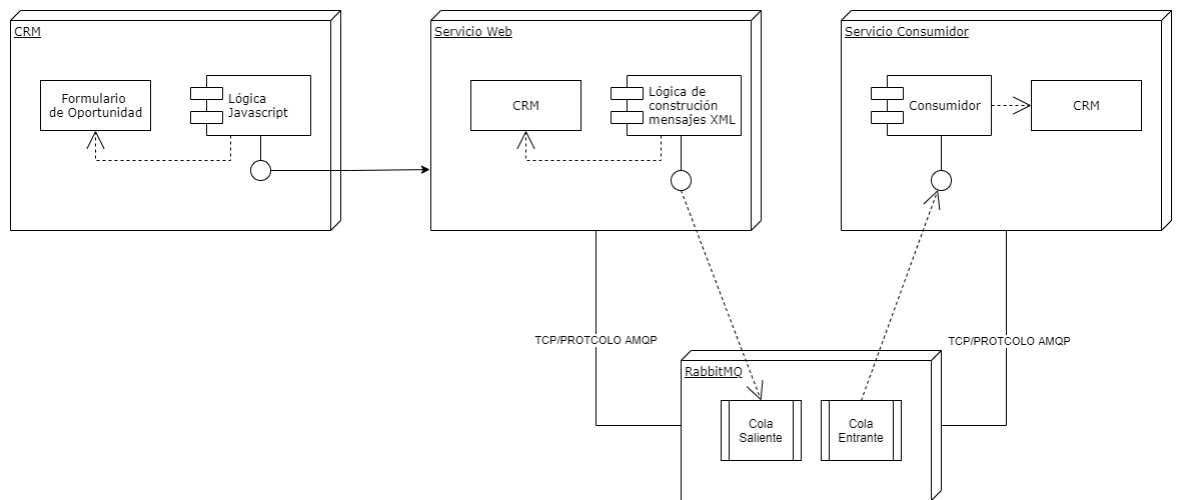 CRM
Formulario
de Oportunidad
Lógica
Javascript
Servicio Web
CRM
Lógica de
construción
mensajes XML
Servicio Consumidor
Consumidor
CRM
TCP/PROTCOLO AMQP
TCP/PROTCOLO AMQP
RabbitMQ
Cola
Saliente
Cola
Entrante